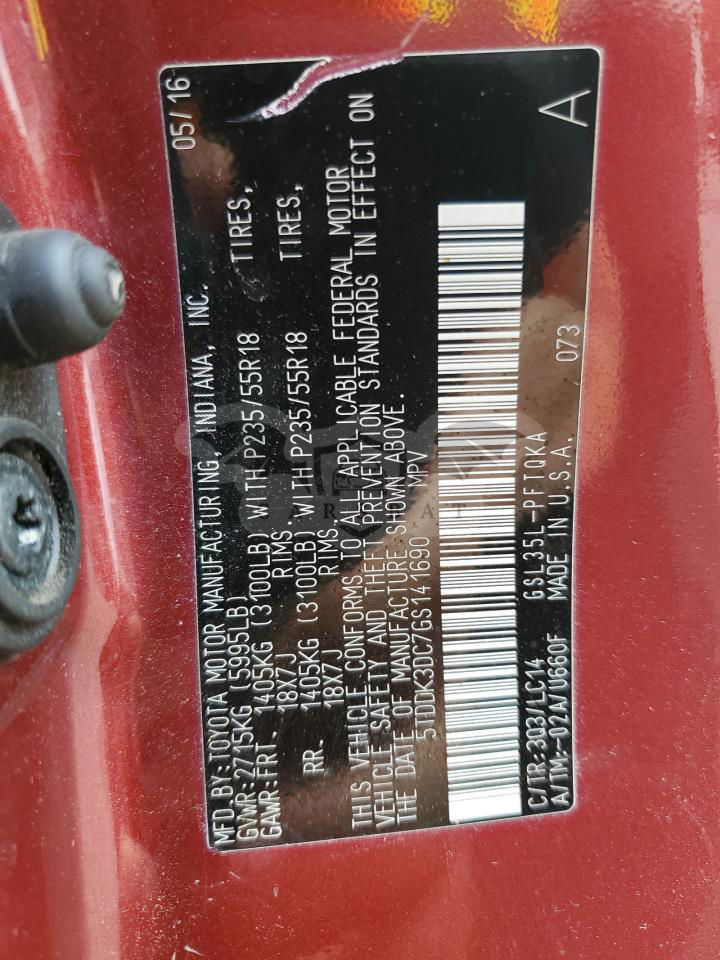 MFD BY:TOYOTA MOTOR MANUFACTURING, INDIANA, INC. 05/16
GVWR:2715KG (5995LB)
GAWR:FRT. 1405KG (3100LB) WITH P235/55R18 TIRES,
18X7J RIMS.
RR. 1405KG (3100LB) WITH P235/55R18 TIRES,
18X7J RIMS.
THIS VEHICLE CONFORMS TO ALL APPLICABLE FEDERAL MOTOR
VEHICLE SAFETY AND THEFT PREVENTION STANDARDS IN EFFECT ON
THE DATE OF MANUFACTURE SHOWN ABOVE.
5TDDK3DC7GS141690 MPV
C/TR:3Q3/LC14 GSL35L-PFTQKA 073 A
A/TM:-02A/U660F MADE IN U.S.A.